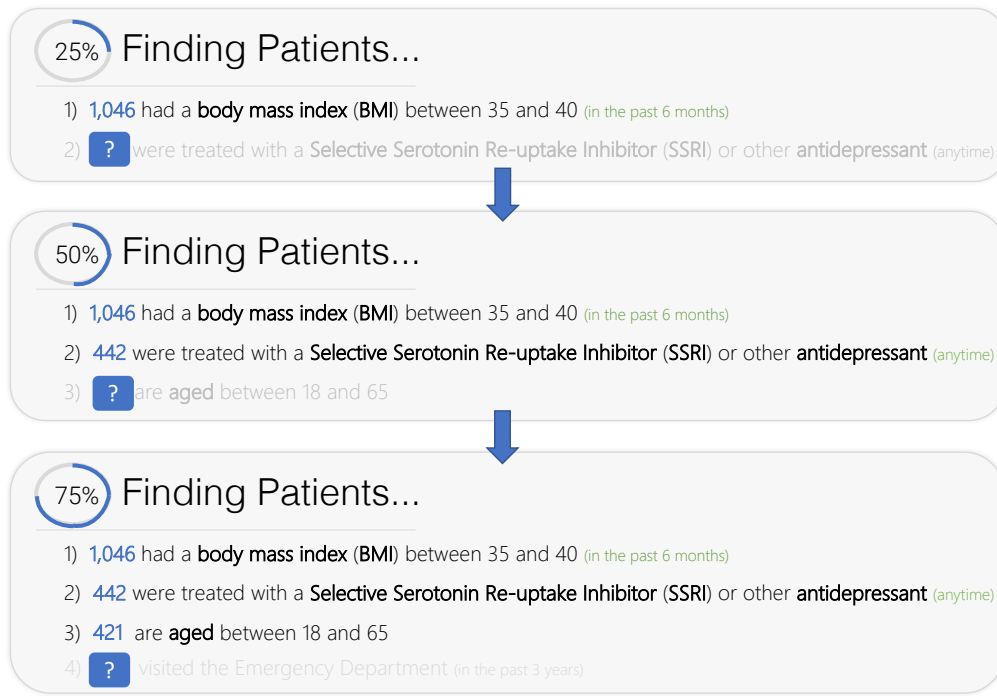 25% Finding Patients...
1) 1,046 had a body mass index (BMI) between 35 and 40 (in the past 6 months)
2) ? were treated with a Selective Serotonin Re-uptake Inhibitor (SSRI) or other antidepressant (anytime)
50% Finding Patients...
1) 1,046 had a body mass index (BMI) between 35 and 40 (in the past 6 months)
2) 442 were treated with a Selective Serotonin Re-uptake Inhibitor (SSRI) or other antidepressant (anytime)
3) ? are aged between 18 and 65
75% Finding Patients...
1) 1,046 had a body mass index (BMI) between 35 and 40 (in the past 6 months)
2) 442 were treated with a Selective Serotonin Re-uptake Inhibitor (SSRI) or other antidepressant (anytime)
3) 421 are aged between 18 and 65
4) ? visited the Emergency Department (in the past 3 years)